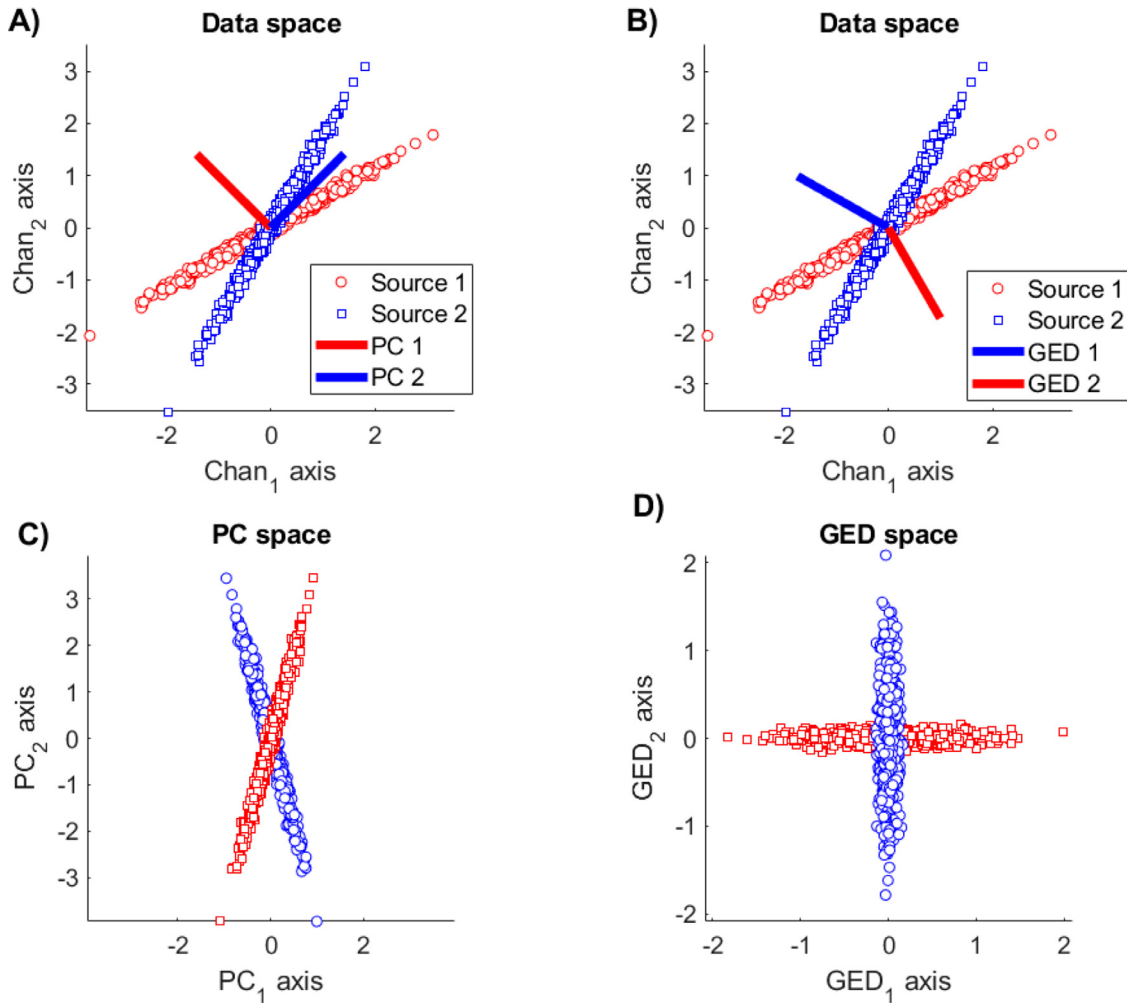 A)
Data space
Chan2 axis
3
2
1
0
-1
-2
-3
Source 1
Source 2
PC 1
PC 2
-2
0
2
Chan1 axis
B)
Data space
Chan2 axis
3
2
1
0
-1
-2
-3
Source 1
Source 2
GED 1
GED 2
-2
0
2
Chan1 axis
C)
PC space
PC2 axis
3
2
1
0
-1
-2
-3
-2
0
2
PC1 axis
D)
GED space
GED2 axis
2
1
0
-1
-2
-2
-1
0
1
2
GED1 axis